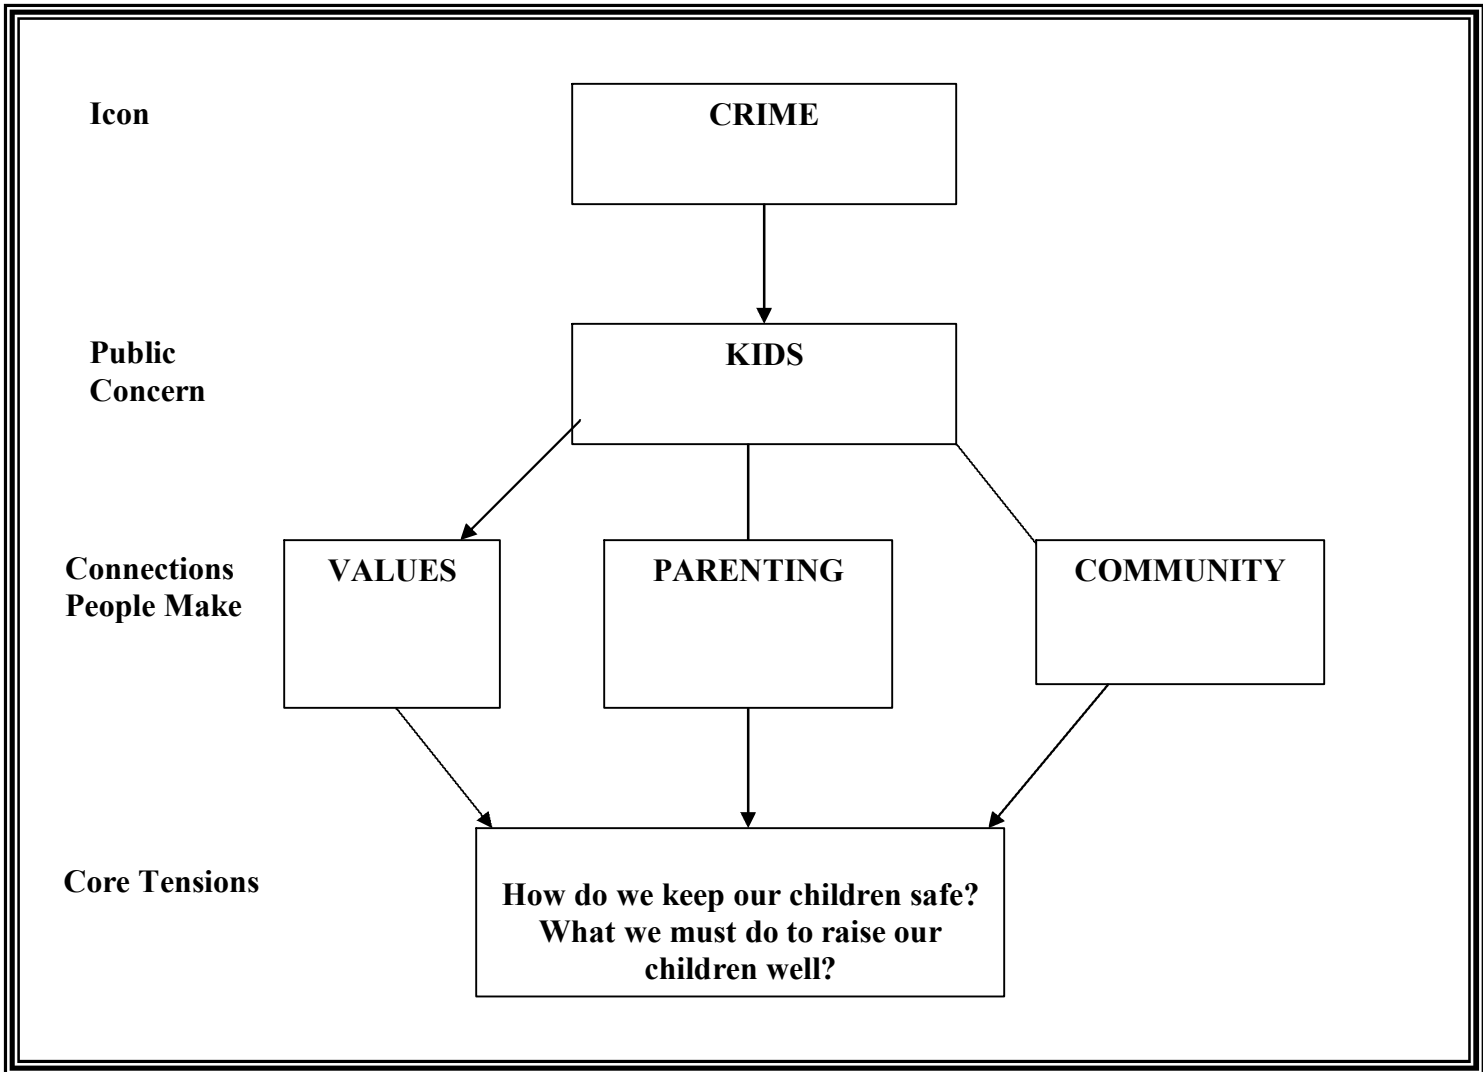 Icon
CRIME
Public
Concern
KIDS
Connections
People Make
VALUES
PARENTING
COMMUNITY
Core Tensions
How do we keep our children safe?
What we must do to raise our
children well?